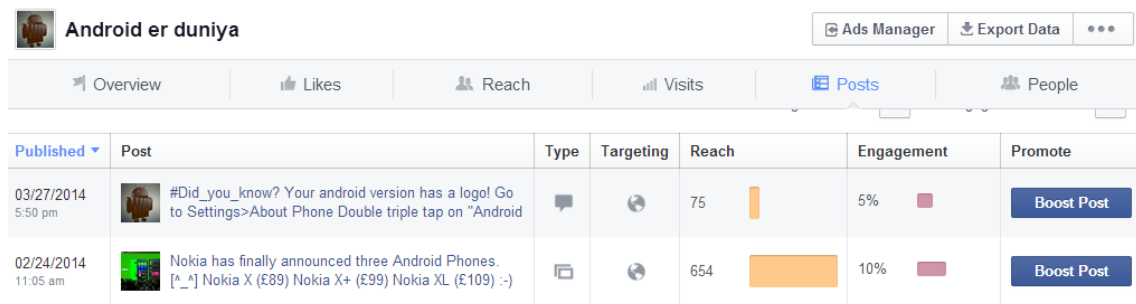 Android er duniya
Ads Manager
Export Data
Overview
Likes
Reach
Visits
Posts
People
Published Post Type Targeting Reach Engagement Promote
03/27/2014
5:50 pm
#Did_you_know? Your android version has a logo! Go
to Settings>About Phone Double triple tap on "Android
75
5%
Boost Post
02/24/2014
11:05 am
Nokia has finally announced three Android Phones.
[^_^] Nokia X (£89) Nokia X+ (£99) Nokia XL (£109) :-)
654
10%
Boost Post